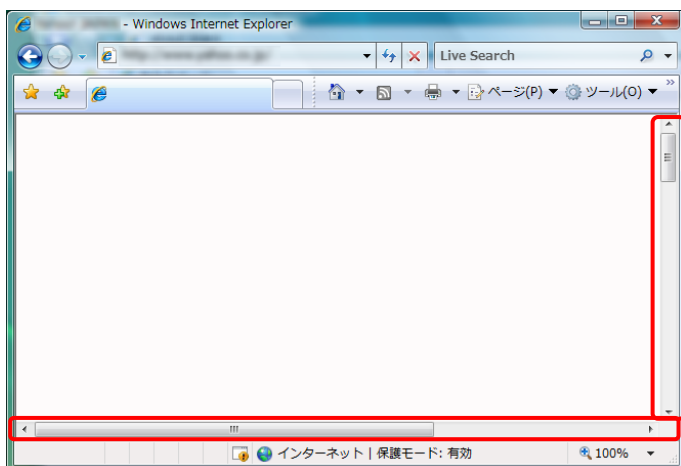 - Windows Internet Explorer
Live Search
ページ(P) ツール(O) »
インターネット | 保護モード: 有効 100%